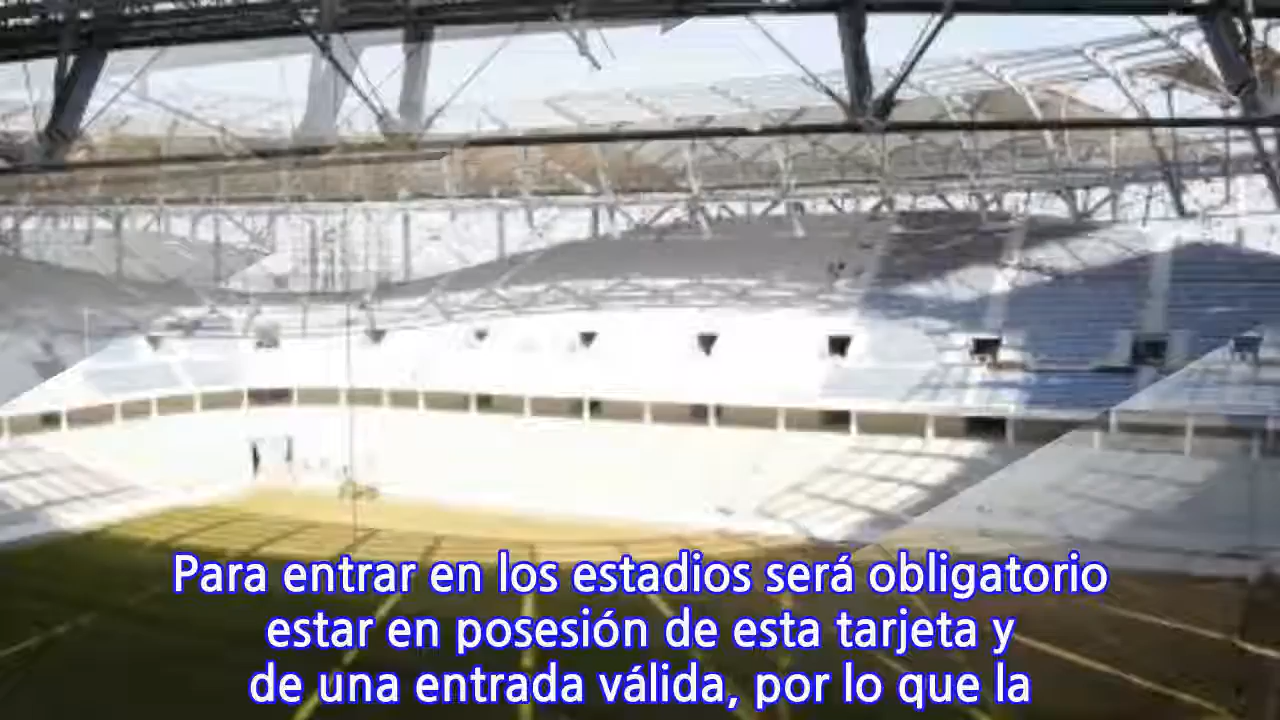 Para entrar en los estadios será obligatorio
estar en posesión de esta tarjeta y
de una entrada válida, por lo que la